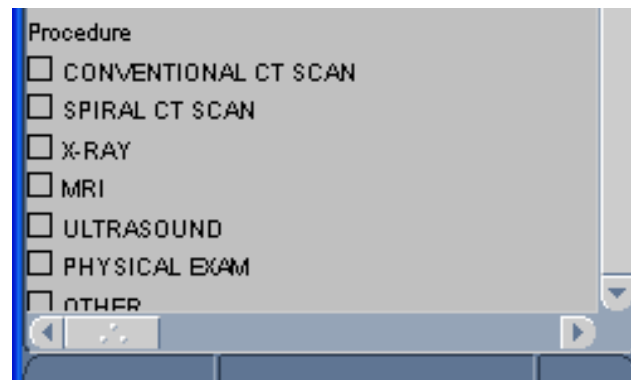 Procedure
CONVENTIONAL CT SCAN
SPIRAL CT SCAN
X-RAY
MRI
ULTRASOUND
PHYSICAL EXAM
OTHER